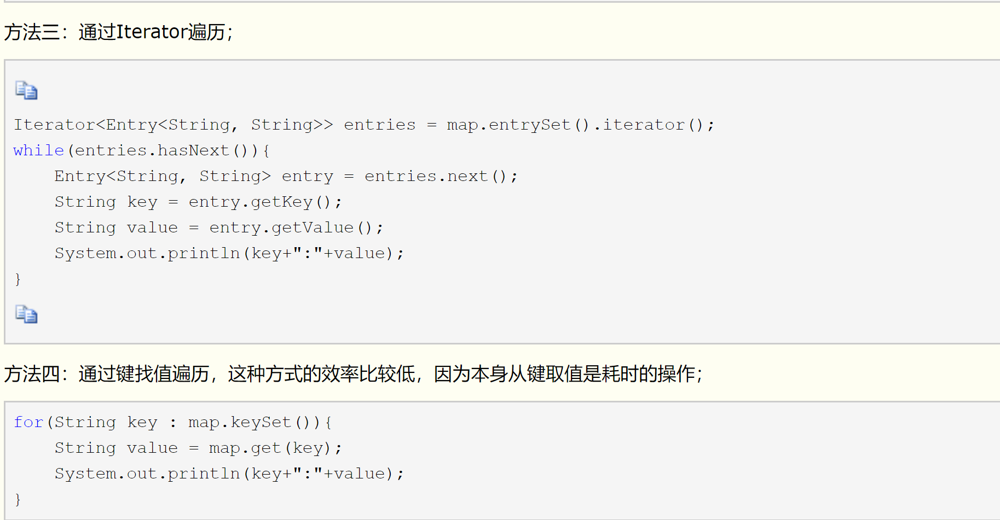 方法三：通过Iterator遍历；
Iterator<Entry<String, String>> entries = map.entrySet().iterator();
while(entries.hasNext()){
    Entry<String, String> entry = entries.next();
    String key = entry.getKey();
    String value = entry.getValue();
    System.out.println(key+":"+value);
}
方法四：通过键找值遍历，这种方式的效率比较低，因为本身从键取值是耗时的操作；
for(String key : map.keySet()){
    String value = map.get(key);
    System.out.println(key+":"+value);
}